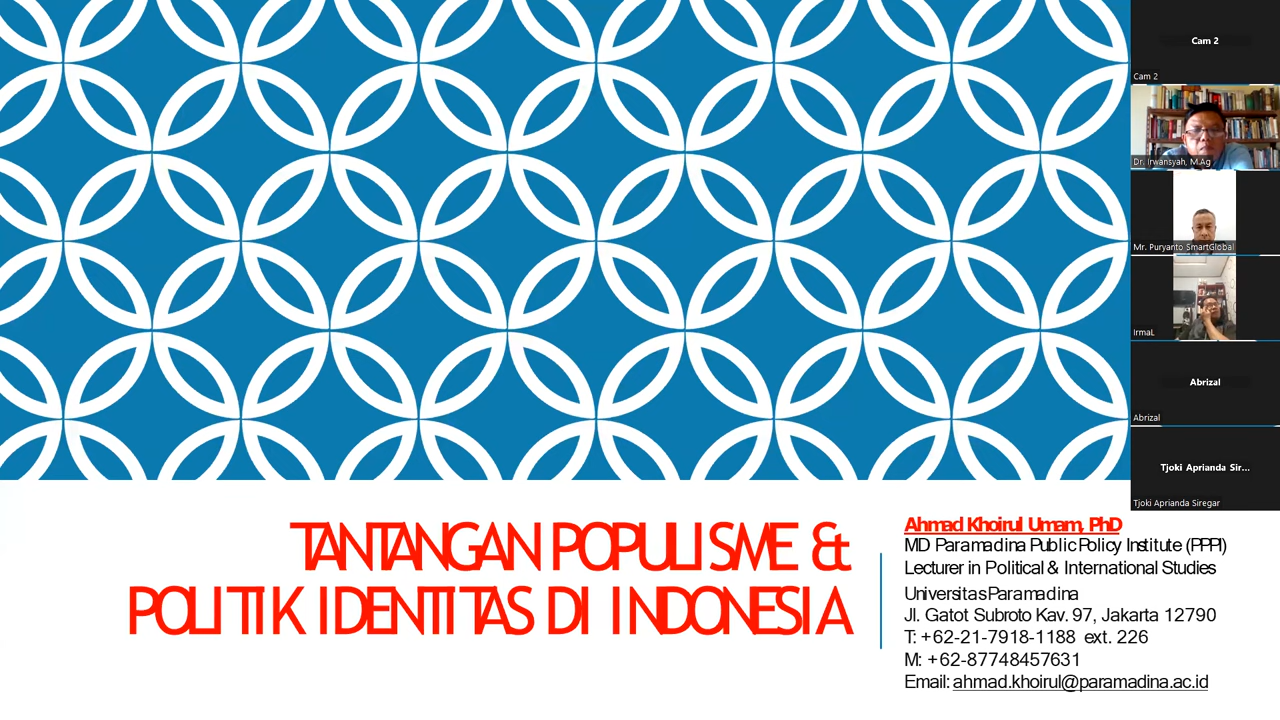 TANTANGAN POPULISME &
POLITIK IDENTITAS DI INDONESIA
Ahmad Khoirul Umam, PhD
MD Paramadina Public Policy Institute (PPPI)
Lecturer in Political & International Studies
Universitas Paramadina
Jl. Gatot Subroto Kav. 97, Jakarta 12790
T: +62-21-7918-1188 ext. 226
M: +62-87748457631
Email: ahmad.khoirul@paramadina.ac.id
Cam 2
Cam 2
Dr. Irwansyah, M.Ag
Mr. Puryanto SmartGlobal
IrmaL
Abrizal
Abrizal
Tjoki Aprianda Sir...
Tjoki Aprianda Siregar